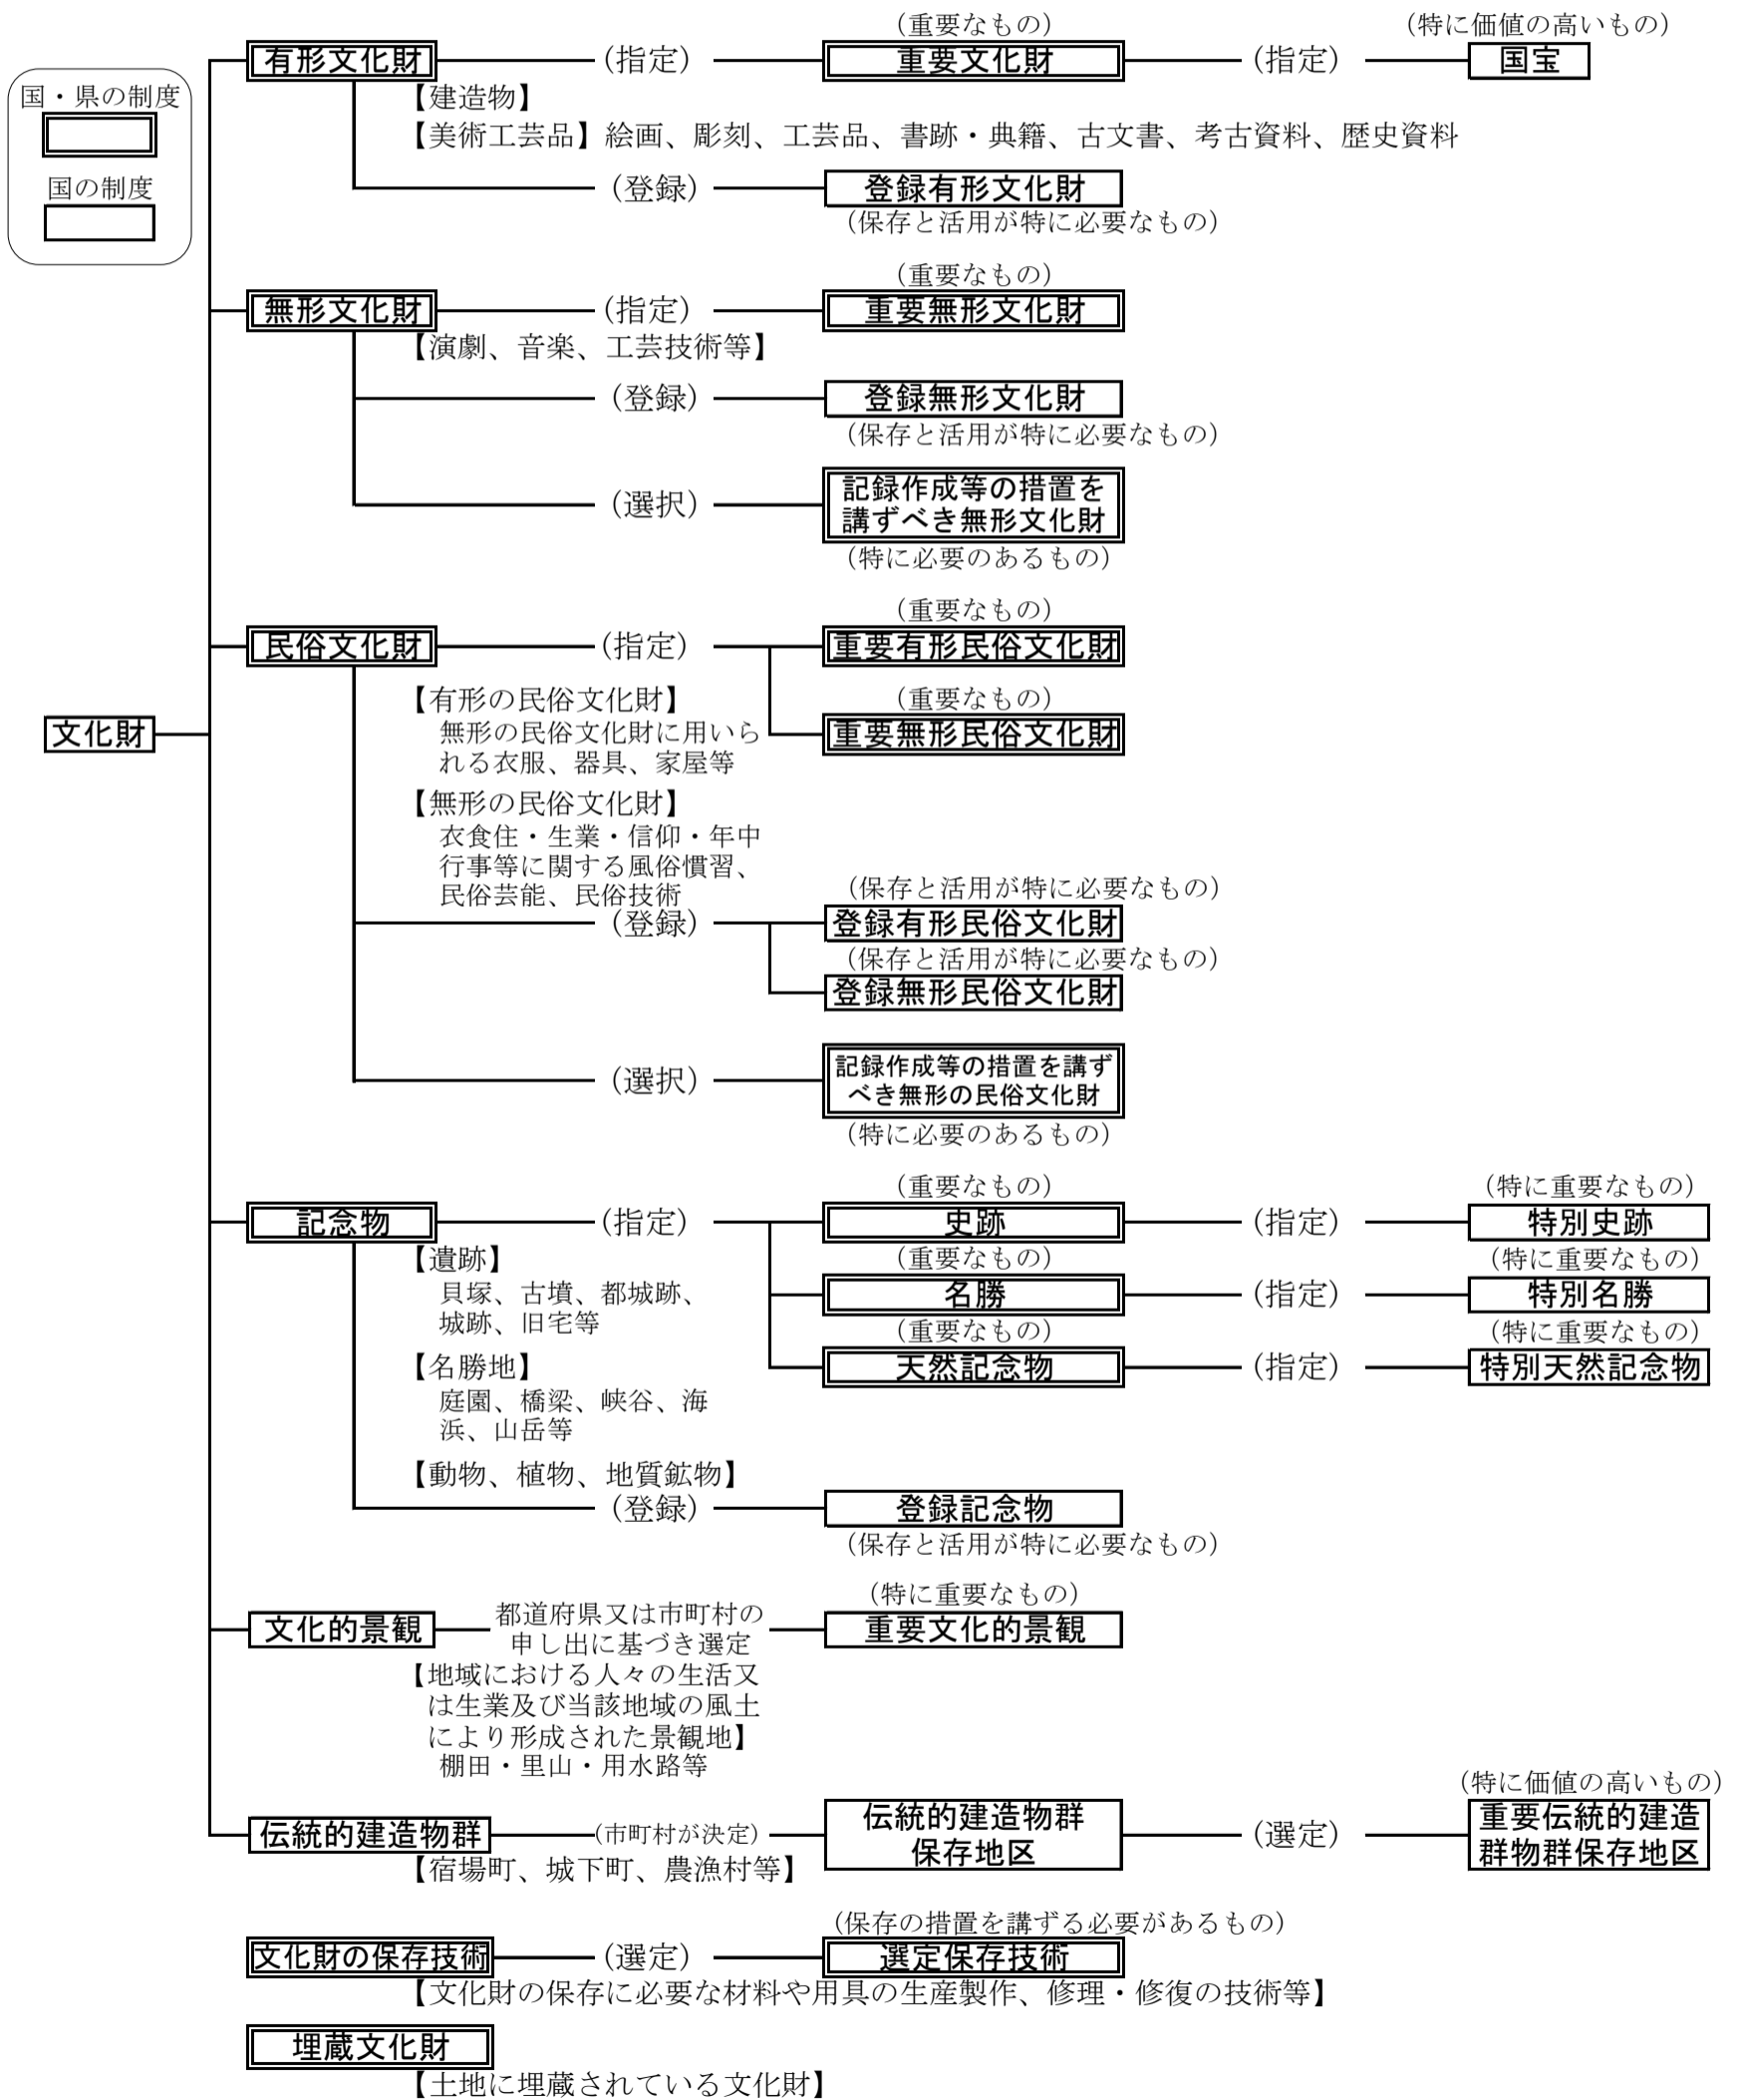 国・県の制度
国の制度
文化財
(重要なもの)
(特に価値の高いもの)
有形文化財
(指定)
重要文化財
(指定)
国宝
【建造物】
【美術工芸品】絵画、彫刻、工芸品、書跡・典籍、古文書、考古資料、歴史資料
(登録)
登録有形文化財
(保存と活用が特に必要なもの)
(重要なもの)
無形文化財
(指定)
重要無形文化財
【演劇、音楽、工芸技術等】
(登録)
登録無形文化財
(保存と活用が特に必要なもの)
(選択)
記録作成等の措置を
講ずべき無形文化財
(特に必要のあるもの)
(重要なもの)
民俗文化財
(指定)
重要有形民俗文化財
(重要なもの)
重要無形民俗文化財
【有形の民俗文化財】
無形の民俗文化財に用いら
れる衣服、器具、家屋等
【無形の民俗文化財】
衣食住・生業・信仰・年中
行事等に関する風俗慣習、
民俗芸能、民俗技術
(保存と活用が特に必要なもの)
(登録)
登録有形民俗文化財
(保存と活用が特に必要なもの)
登録無形民俗文化財
(選択)
記録作成等の措置を講ず
べき無形の民俗文化財
(特に必要のあるもの)
(重要なもの)
(特に重要なもの)
記念物
(指定)
史跡
(指定)
特別史跡
【遺跡】
貝塚、古墳、都城跡、
城跡、旧宅等
(重要なもの)
(特に重要なもの)
名勝
(指定)
特別名勝
(重要なもの)
(特に重要なもの)
天然記念物
(指定)
特別天然記念物
【名勝地】
庭園、橋梁、峡谷、海
浜、山岳等
【動物、植物、地質鉱物】
(登録)
登録記念物
(保存と活用が特に必要なもの)
(特に重要なもの)
文化的景観
都道府県又は市町村の
申し出に基づき選定
重要文化的景観
【地域における人々の生活又
は生業及び当該地域の風土
により形成された景観地】
棚田・里山・用水路等
(特に価値の高いもの)
伝統的建造物群
(市町村が決定)
伝統的建造物群
保存地区
(選定)
重要伝統的建造
群物群保存地区
【宿場町、城下町、農漁村等】
(保存の措置を講ずる必要があるもの)
文化財の保存技術
(選定)
選定保存技術
【文化財の保存に必要な材料や用具の生産製作、修理・修復の技術等】
埋蔵文化財
【土地に埋蔵されている文化財】